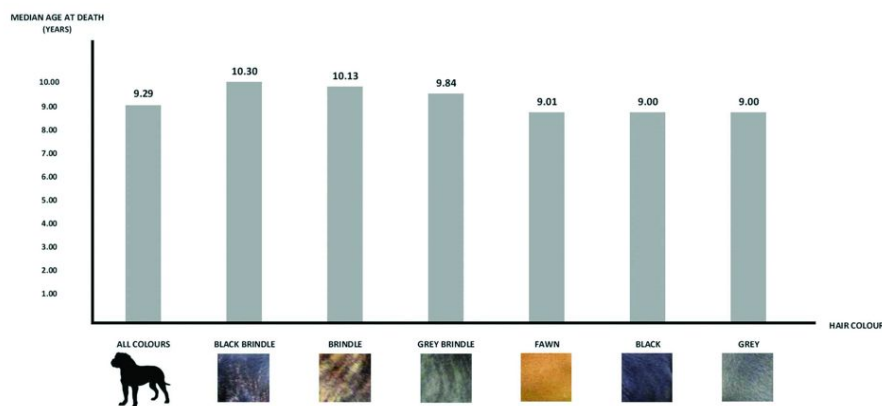 MEDIAN AGE AT DEATH
(YEARS)
10.00
9.00
8.00
7.00
6.00
5.00
4.00
3.00
2.00
1.00
9.29
10.30
10.13
9.84
9.01
9.00
9.00
HAIR COLOUR
ALL COLOURS
BLACK BRINDLE
BRINDLE
GREY BRINDLE
FAWN
BLACK
GREY